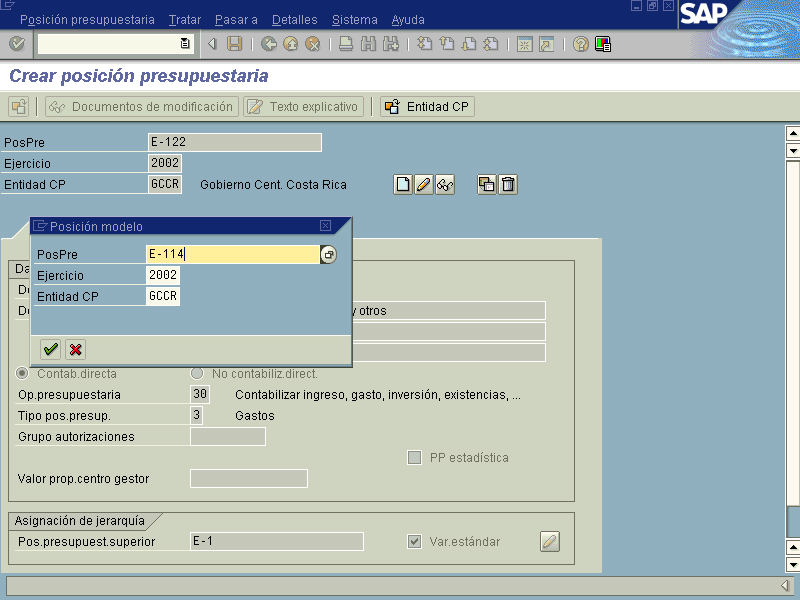 Posición presupuestaria Tratar Pasar a Detalles Sistema Ayuda
SAP
Crear posición presupuestaria
Documentos de modificación Texto explicativo Entidad CP
PosPre E-122
Ejercicio 2002
Entidad CP GCCR Gobierno Cent. Costa Rica
Posición modelo
PosPre E-114
Ejercicio 2002
Entidad CP GCCR
Da
y otros
Contab.directa No contabiliz.direct.
Op.presupuestaria 30 Contabilizar ingreso, gasto, inversión, existencias, ...
Tipo pos.presup. 3 Gastos
Grupo autorizaciones
PP estadística
Valor prop.centro gestor
Asignación de jerarquía
Pos.presupuest.superior E-1 Var.estándar